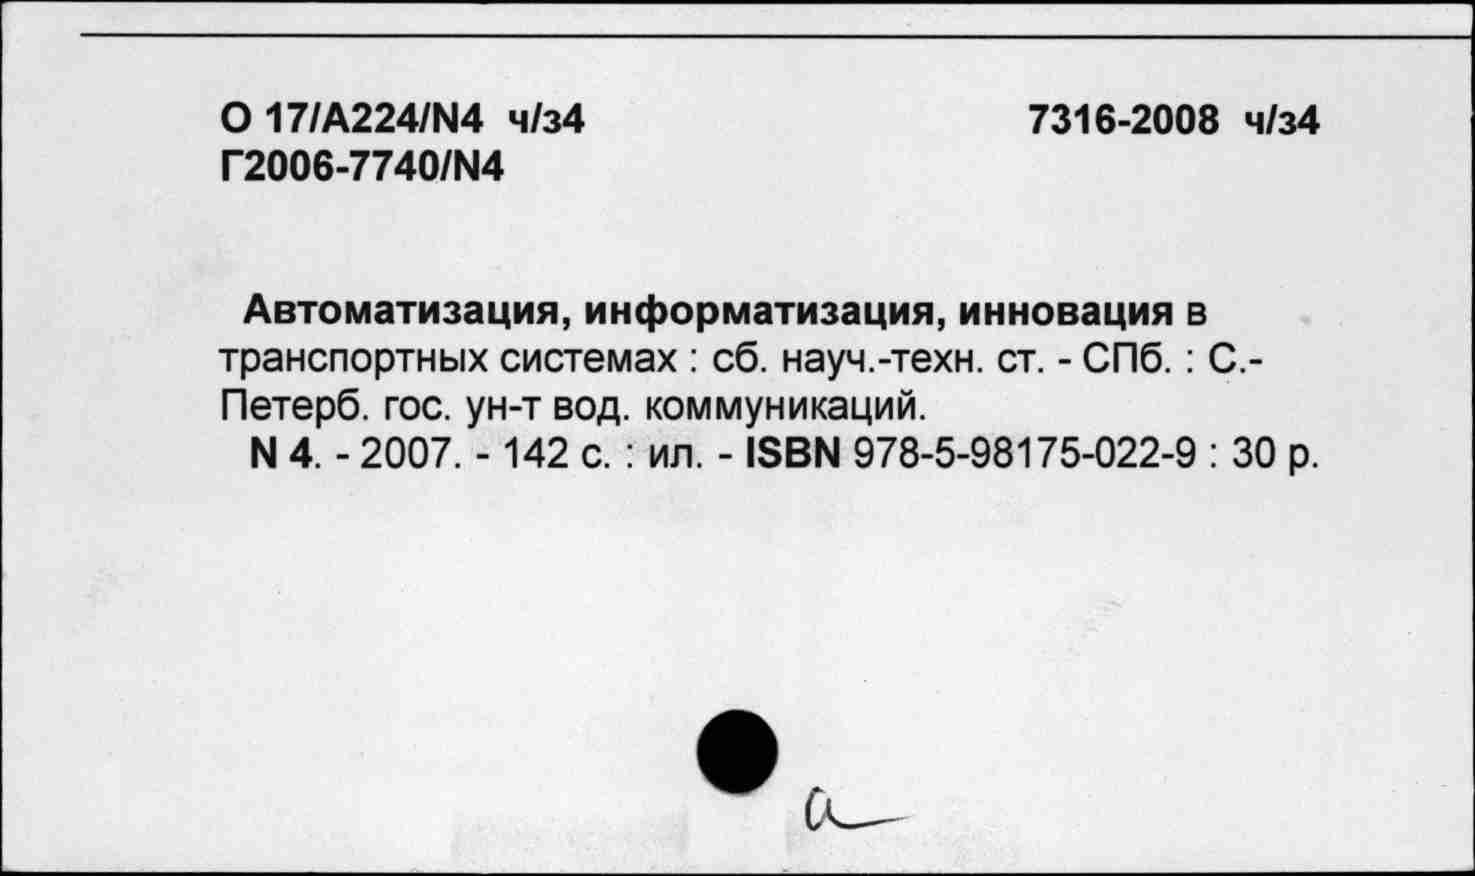 О 17/А224/N4 ч/з4 7316-2008 ч/з4
Г2006-7740/N4
Автоматизация, информатизация, инновация в
транспортных системах : сб. науч.-техн. ст. - СПб. : С.-
Петерб. гос. ун-т вод. коммуникаций.
N 4. - 2007. - 142 с. : ил. - ISBN 978-5-98175-022-9 : 30 р.
а